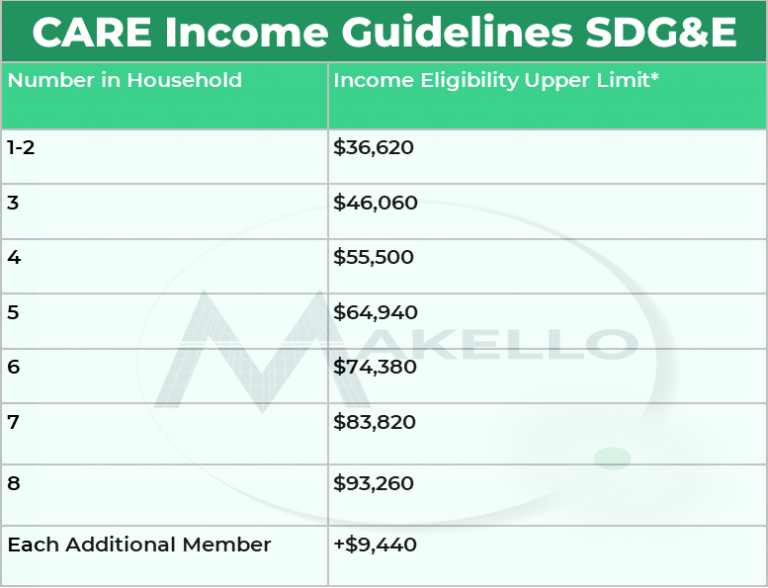 CARE Income Guidelines SDG&E
Number in Household Income Eligibility Upper Limit*
1-2 $36,620
3 $46,060
4 $55,500
5 $64,940
MAKELLO
6 $74,380
7 $83,820
8 $93,260
Each Additional Member +$9,440